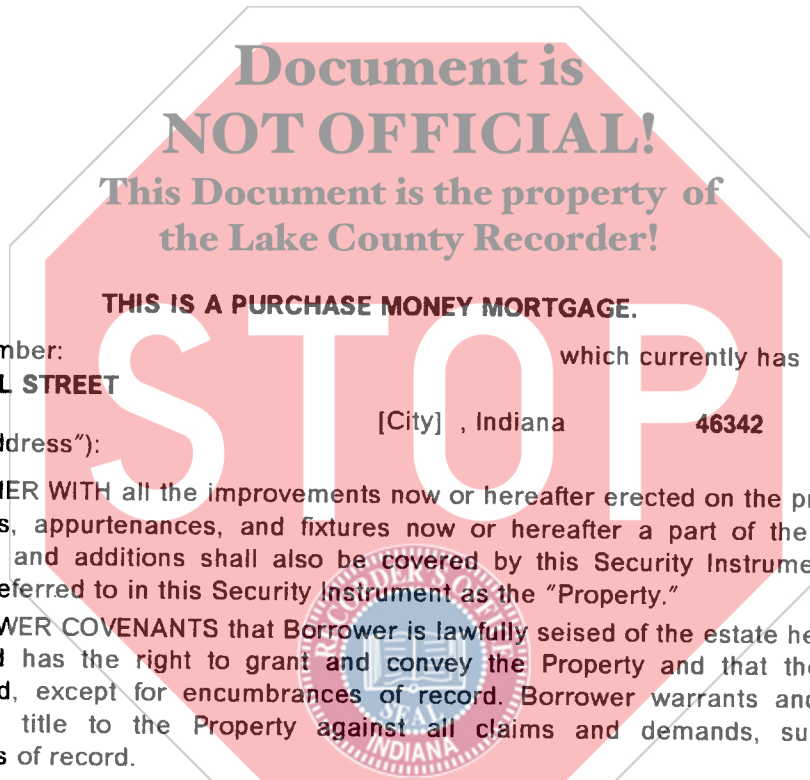 Document is
NOT OFFICIAL!
This Document is the property of
the Lake County Recorder!
THIS IS A PURCHASE MONEY MORTGAGE.
mber: which currently has
L STREET
[City] , Indiana 46342
ddress"):
ER WITH all the improvements now or hereafter erected on the pr
s, appurtenances, and fixtures now or hereafter a part of the
and additions shall also be covered by this Security Instrume
eferred to in this Security Instrument as the "Property."
WER COVENANTS that Borrower is lawfully seised of the estate he
d has the right to grant and convey the Property and that the
d, except for encumbrances of record. Borrower warrants and
title to the Property against all claims and demands, su
s of record.
STOP
RECORDER'S OFFICE
SEAL
INDIANA